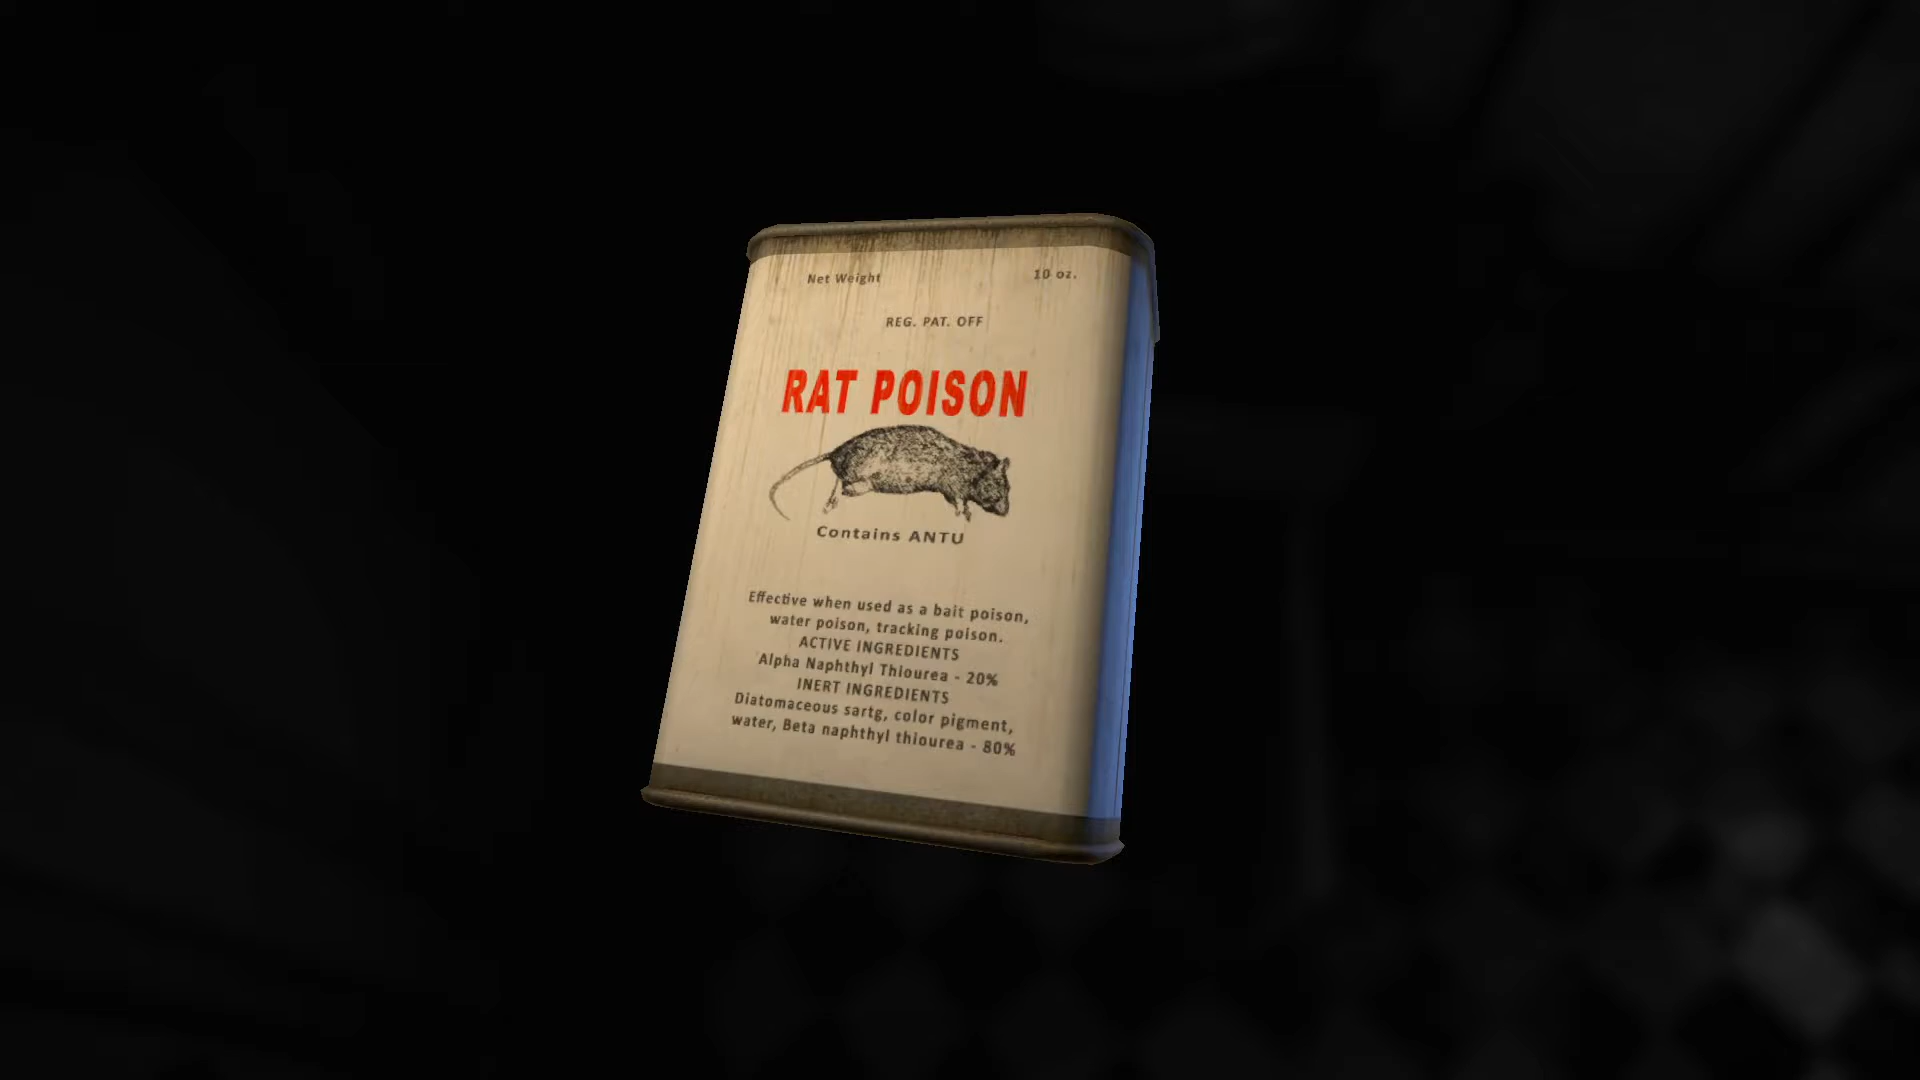 Net Weight 10 oz.
REG. PAT. OFF
RAT POISON
Contains ANTU
Effective when used as a bait poison,
water poison, tracking poison.
ACTIVE INGREDIENTS
Alpha Naphthyl Thiourea - 20%
INERT INGREDIENTS
Diatomaceous sartg, color pigment,
water, Beta naphthyl thiourea - 80%